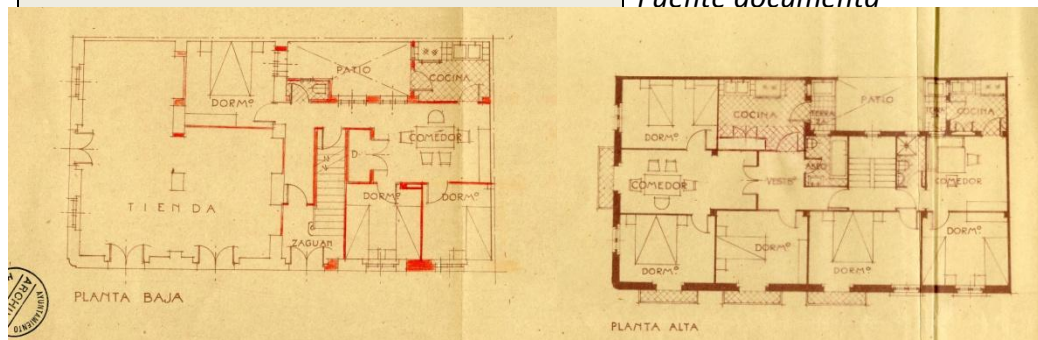 Fuente documenta
PATIO
COCINA
DORMº
COMEDOR
D
TIENDA
DORMº
DORMº
ZAGUAN
PLANTA BAJA
AYUNTAMIENTO
PATIO
COCINA
COCINA
DORMº
COMEDOR
VESTº
COMEDOR
DORMº
DORMº
DORMº
DORMº
PLANTA ALTA